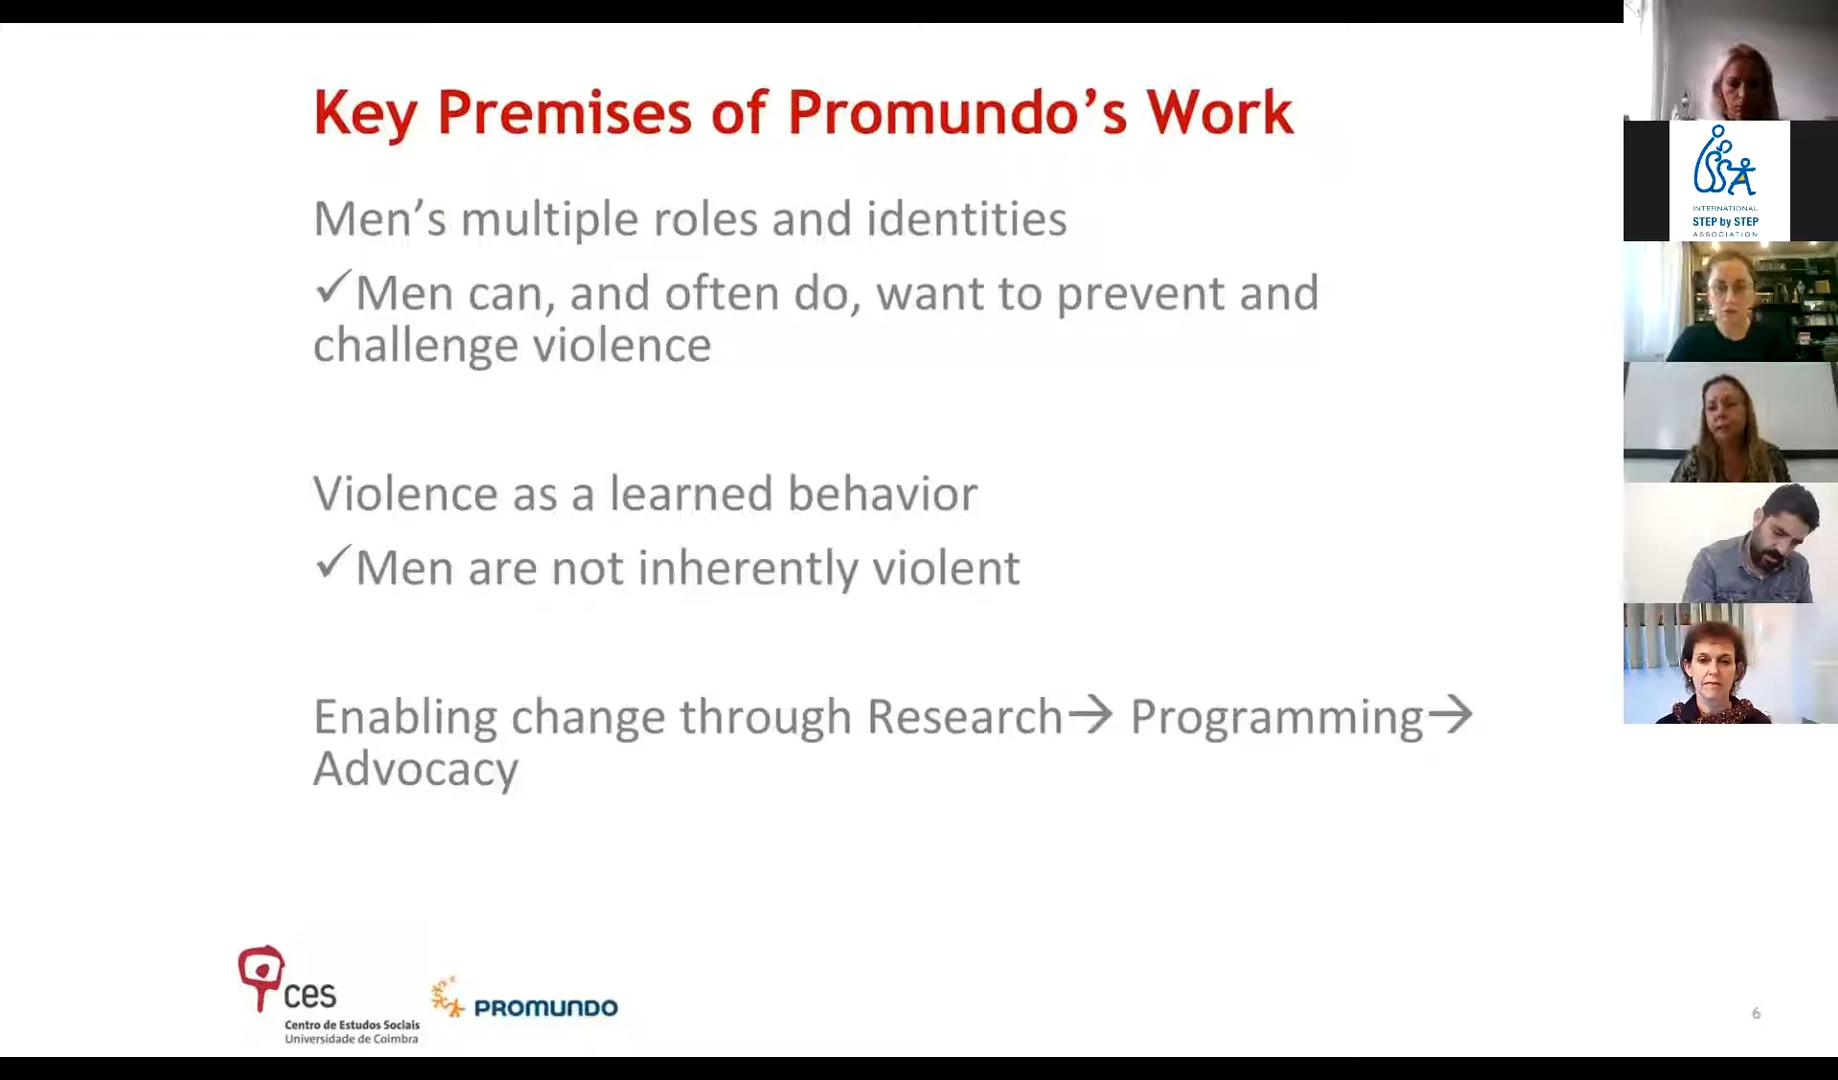 Key Premises of Promundo's Work
Men's multiple roles and identities
✓Men can, and often do, want to prevent and
challenge violence
Violence as a learned behavior
✓Men are not inherently violent
Enabling change through Research→ Programming→
Advocacy
ces
Centro de Estudos Sociais
Universidade de Coimbra
PROMUNDO
6
ISSA
INTERNATIONAL
STEP by STEP
ASSOCIATION